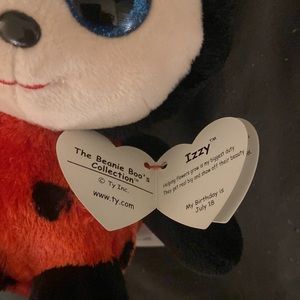 The Beanie Boo's
Collection™
© Ty Inc.
www.ty.com
Izzy™
Helping flowers grow is my biggest duty
They get real big and show off their beauty
My Birthday is
July 18